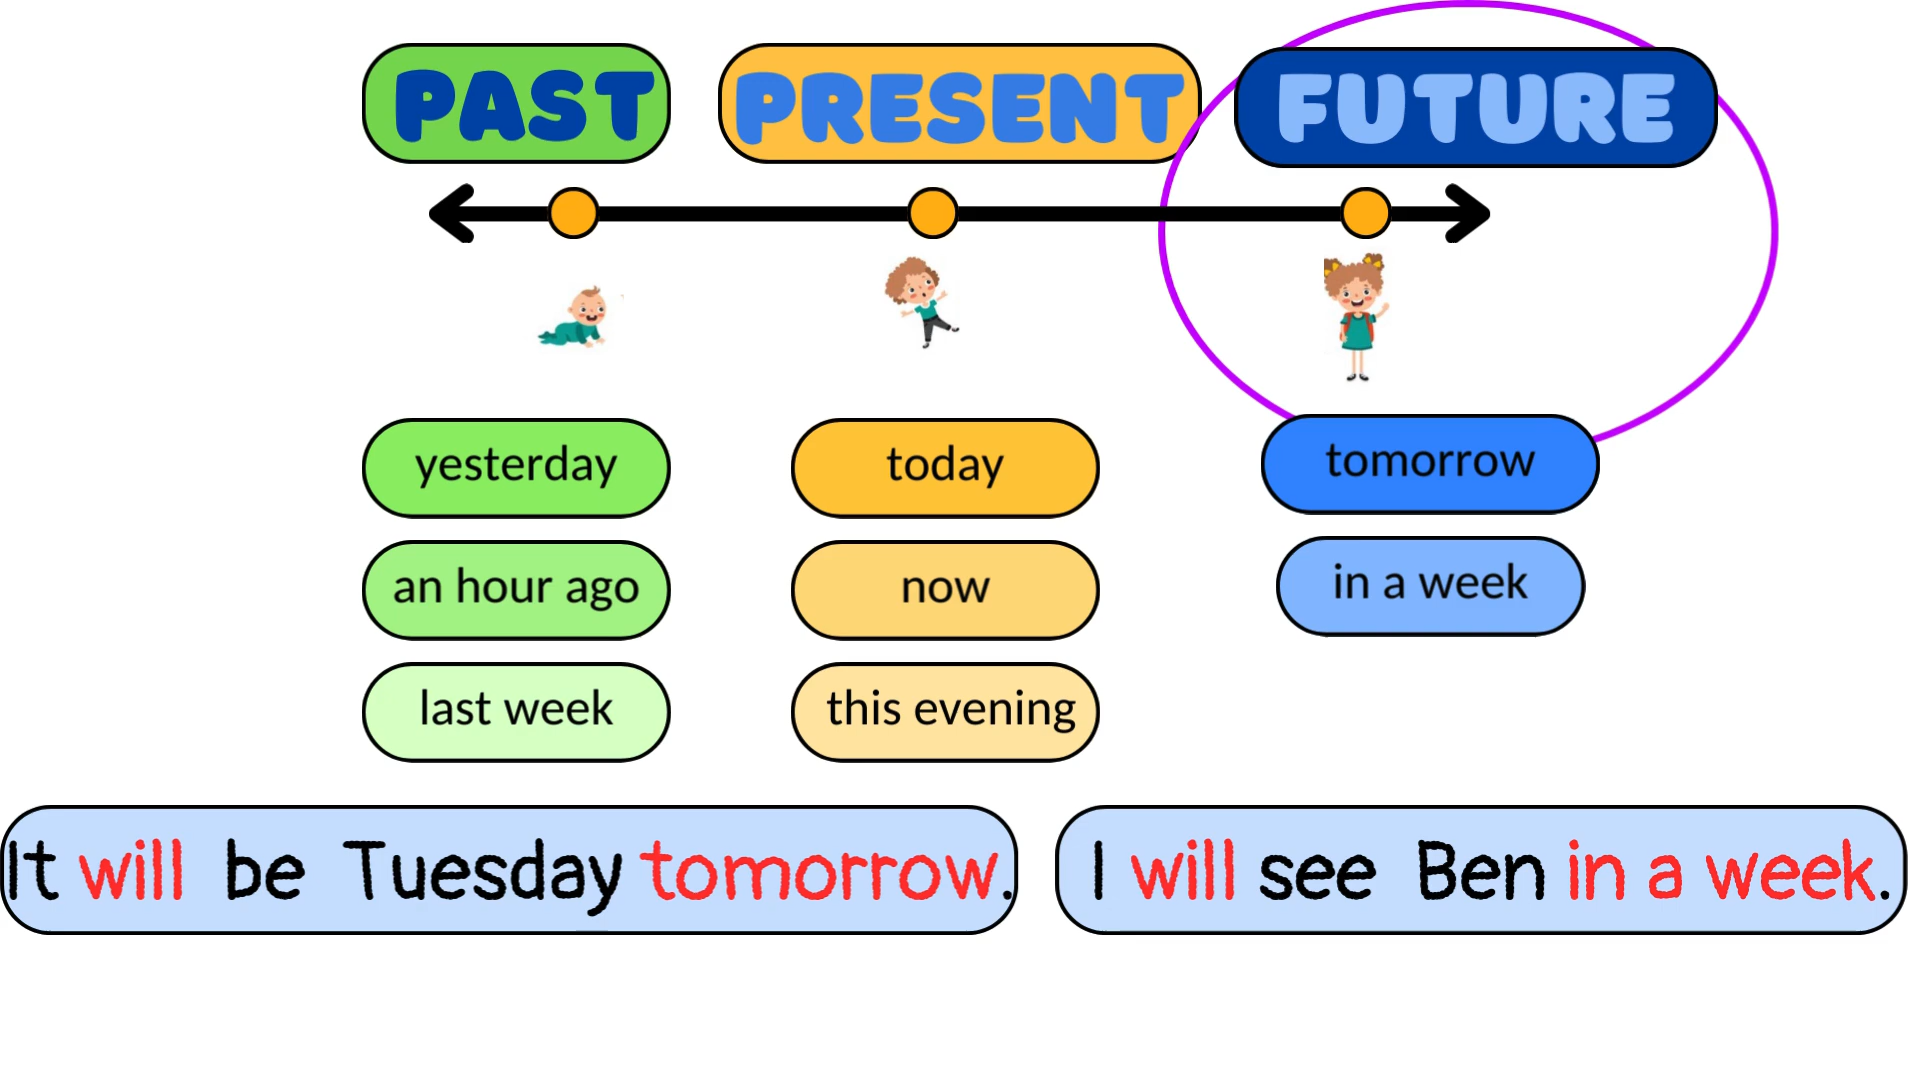 PAST PRESENT FUTURE
yesterday today tomorrow
an hour ago now in a week
last week this evening
It will be Tuesday tomorrow. I will see Ben in a week.